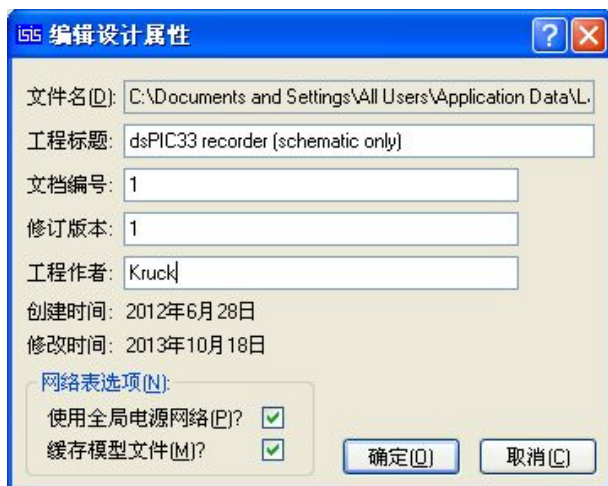 isis 编辑设计属性
文件名(D): C:\Documents and Settings\All Users\Application Data\L
工程标题: dsPIC33 recorder (schematic only)
文档编号: 1
修订版本: 1
工程作者: Kruck
创建时间: 2012年6月28日
修改时间: 2013年10月18日
网络表选项(N):
使用全局电源网络(P)?
缓存模型文件(M)?
确定(O) 取消(C)